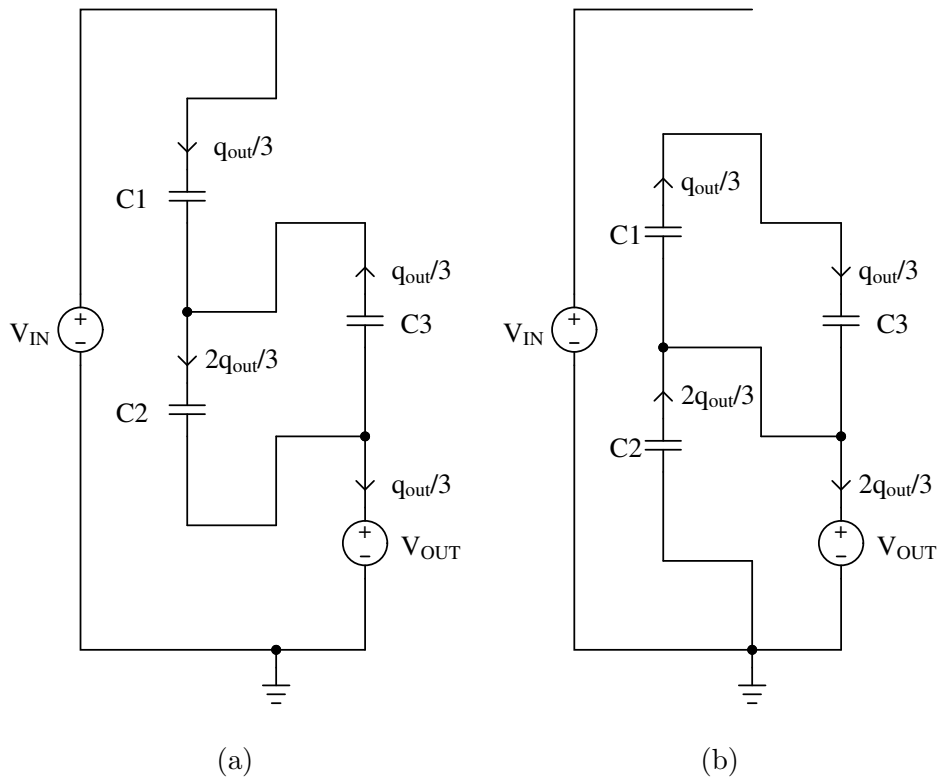 q_out/3
C1
q_out/3
C3
V_IN
+
−
2q_out/3
C2
q_out/3
+
−
V_OUT
(a)
q_out/3
C1
q_out/3
C3
V_IN
+
−
2q_out/3
C2
2q_out/3
+
−
V_OUT
(b)